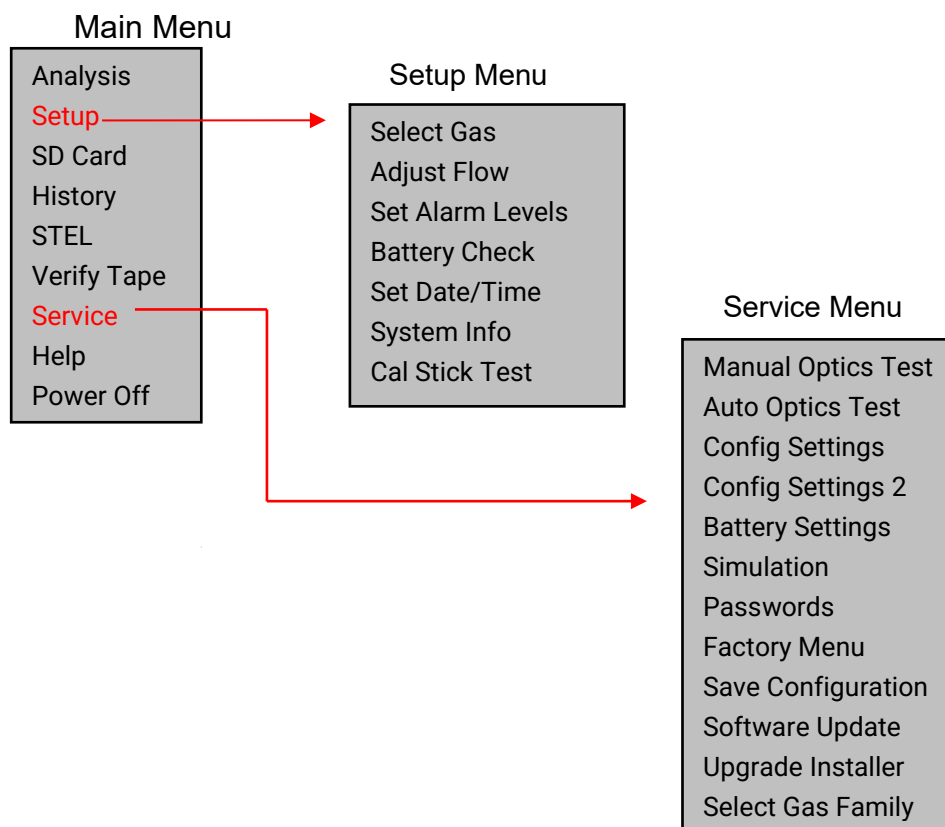 Main Menu
Analysis
Setup
SD Card
History
STEL
Verify Tape
Service
Help
Power Off
Setup Menu
Select Gas
Adjust Flow
Set Alarm Levels
Battery Check
Set Date/Time
System Info
Cal Stick Test
Service Menu
Manual Optics Test
Auto Optics Test
Config Settings
Config Settings 2
Battery Settings
Simulation
Passwords
Factory Menu
Save Configuration
Software Update
Upgrade Installer
Select Gas Family